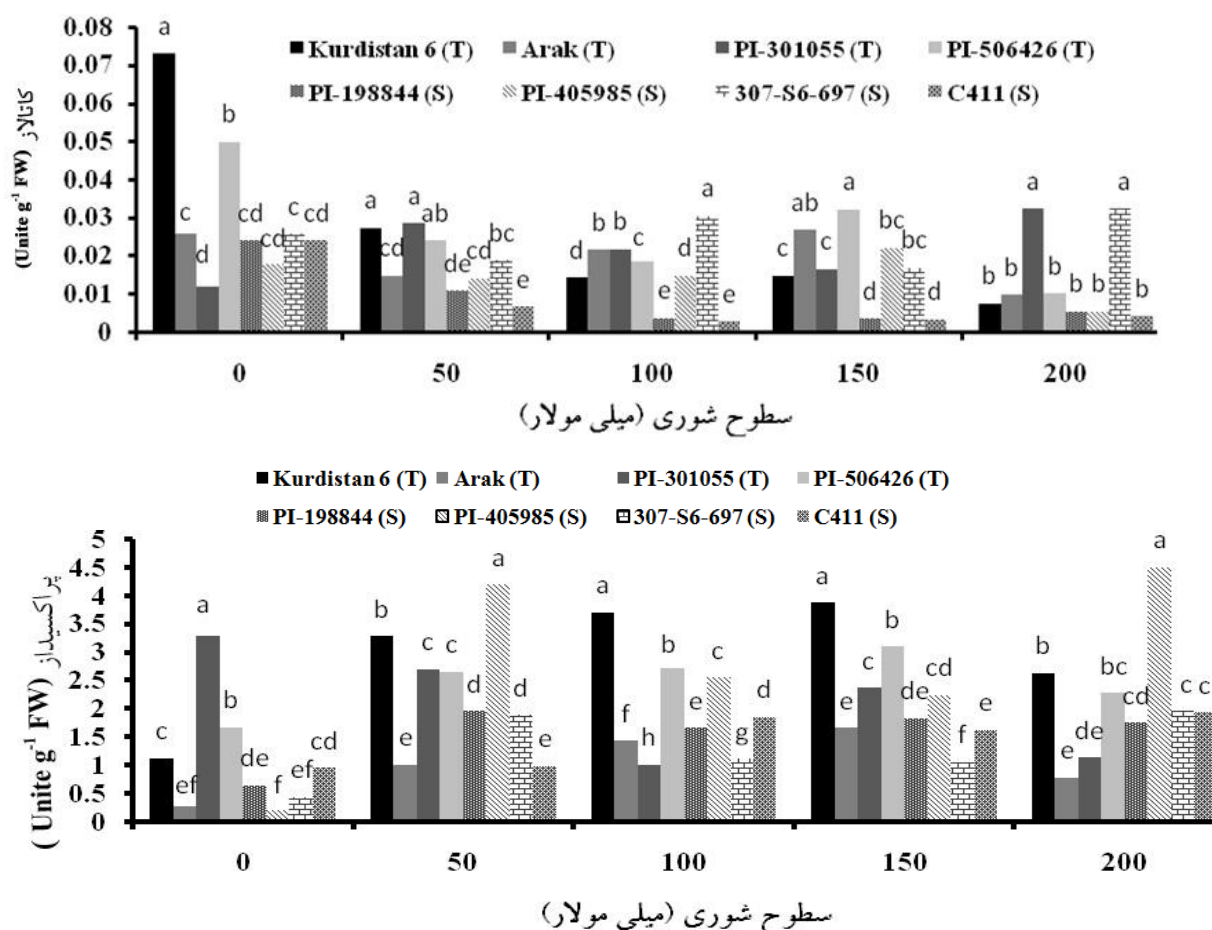 Kurdistan 6 (T) Arak (T) PI-301055 (T) PI-506426 (T)
PI-198844 (S) PI-405985 (S) 307-S6-697 (S) C411 (S)
کاتالاز (Unite g-1 FW)
0.08
0.07
0.06
0.05
0.04
0.03
0.02
0.01
0
a c d b cd cd c cd
a cd a ab de cd bc e
d b b c e d a e
c ab c a d bc bc d
b b a b b b a b
0 50 100 150 200
سطوح شوری (میلی مولار)
Kurdistan 6 (T) Arak (T) PI-301055 (T) PI-506426 (T)
PI-198844 (S) PI-405985 (S) 307-S6-697 (S) C411 (S)
پراکسیداز (Unite g-1 FW)
5
4.5
3.5
3
2.5
2
1.5
1
0.5
0
c ef a b de f ef cd
b e c c d a d e
a f h b e c g d
a e c b de cd f e
b e de bc cd a c c
0 50 100 150 200
سطوح شوری (میلی مولار)